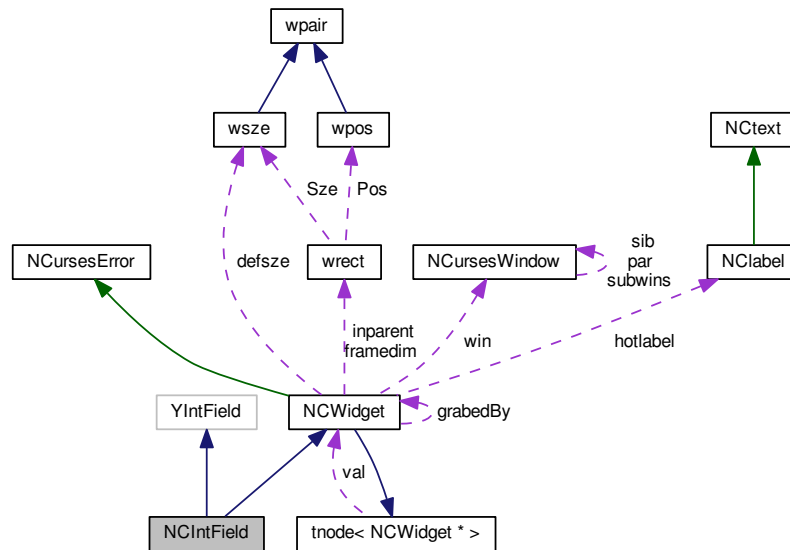 wpair
wsze
wpos
NCtext
Sze
Pos
NCursesError
defsze
wrect
NCursesWindow
sib
par
subwins
NClabel
inparent
framedim
win
hotlabel
YIntField
NCWidget
grabedBy
val
NCIntField
tnode< NCWidget * >